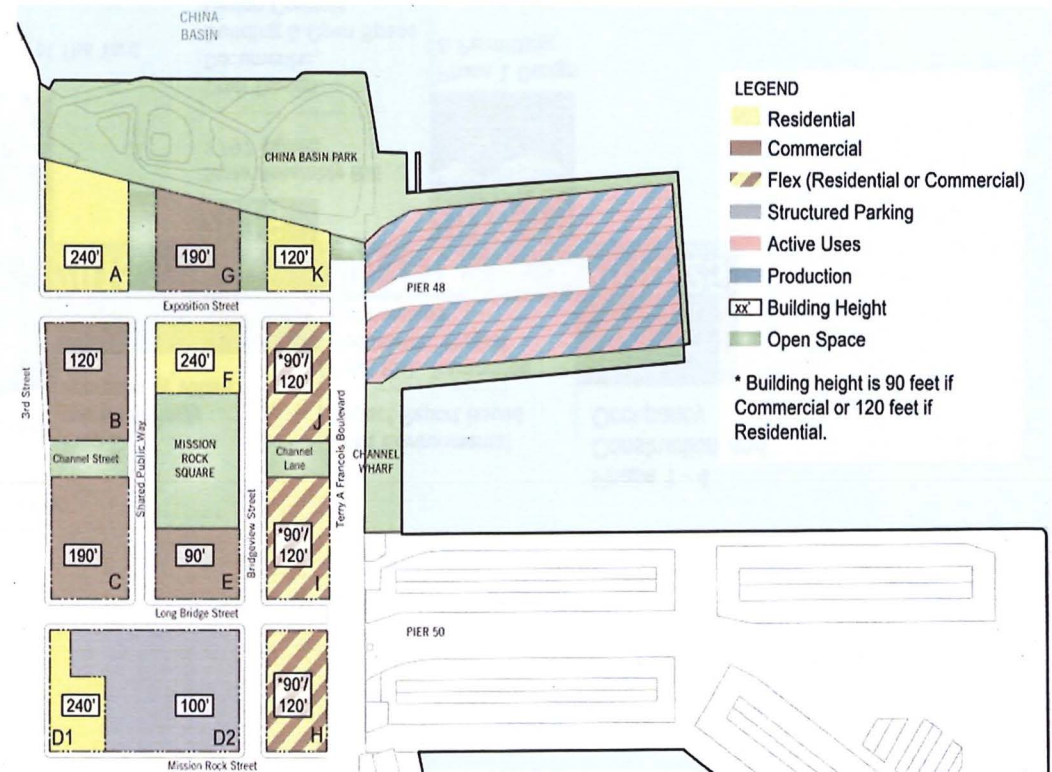 CHINA
BASIN
CHINA BASIN PARK
LEGEND
Residential
Commercial
Flex (Residential or Commercial)
Structured Parking
Active Uses
Production
xx' Building Height
Open Space
* Building height is 90 feet if
Commercial or 120 feet if
Residential.
240'
A
190'
G
120'
K
PIER 48
Exposition Street
3rd Street
120'
B
240'
F
*90'/
120'
J
Channel Street
Shared Public Way
MISSION
ROCK
SQUARE
Bridgeview Street
Channel
Lane
Terry A Francois Boulevard
CHANNEL
WHARF
190'
C
90'
E
*90'/
120'
I
Long Bridge Street
PIER 50
240'
D1
100'
D2
*90'/
120'
H
Mission Rock Street